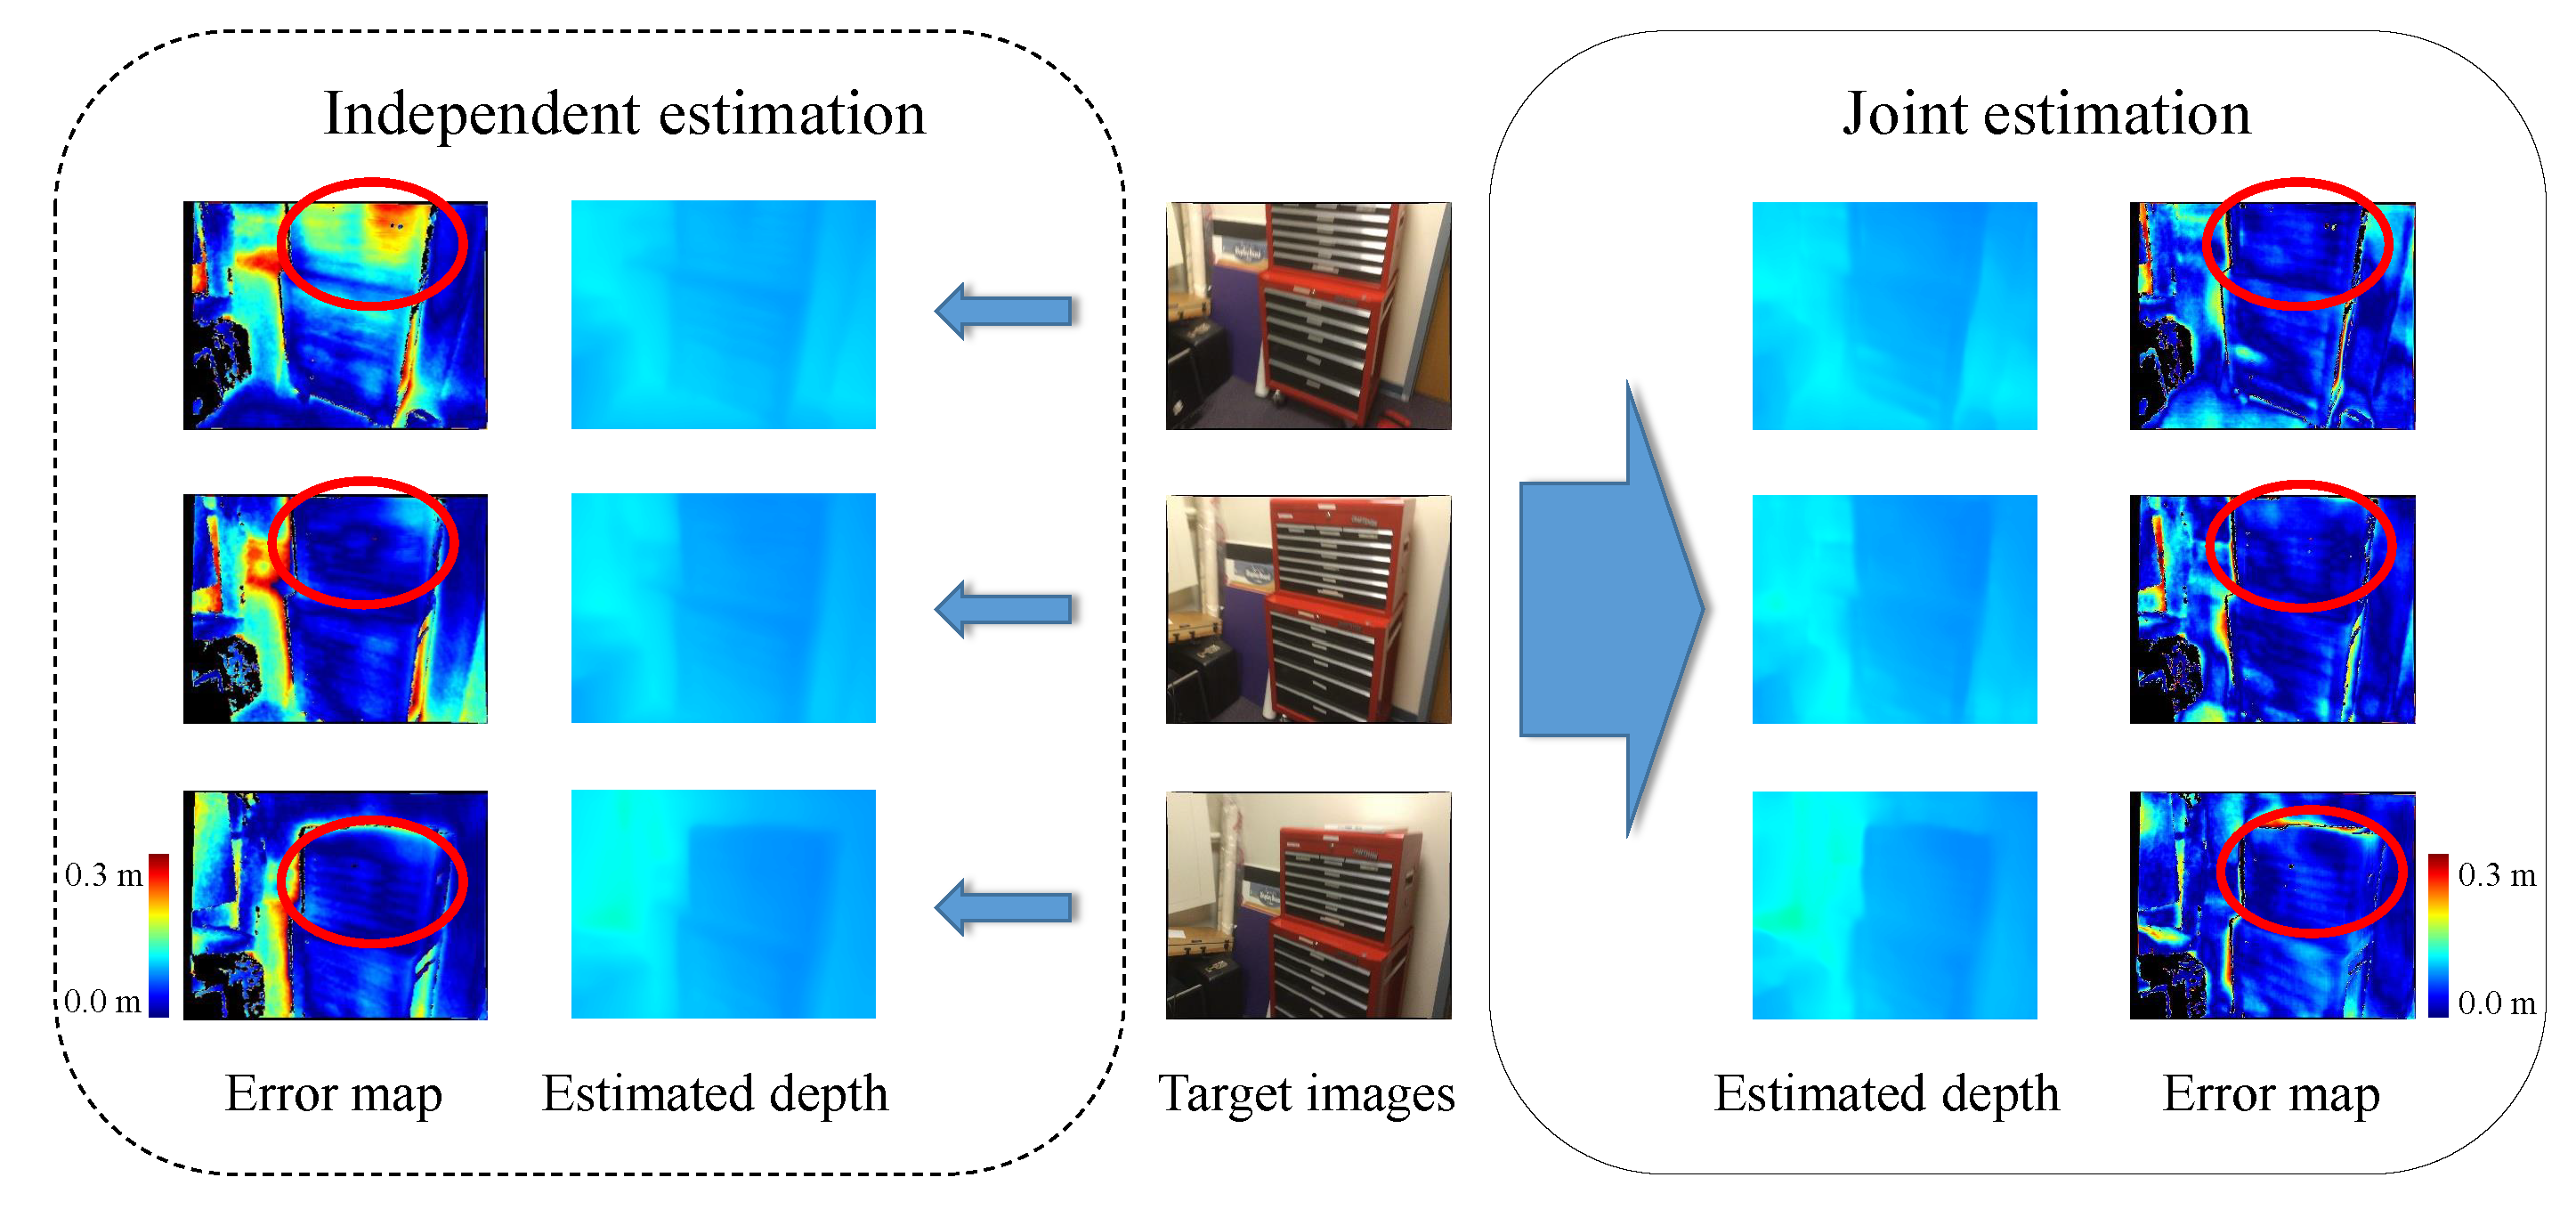 Independent estimation
Joint estimation
0.3 m
0.0 m
0.3 m
0.0 m
Error map
Estimated depth
Target images
Estimated depth
Error map